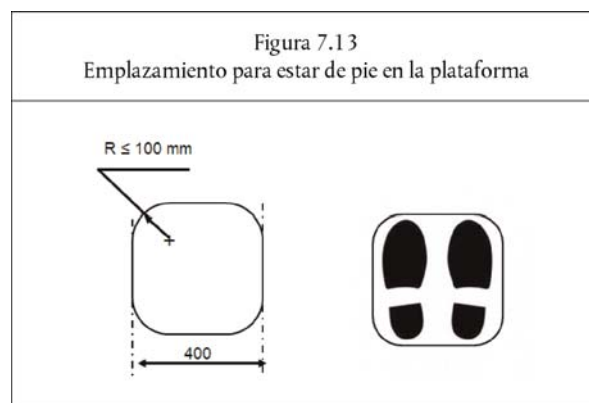 Figura 7.13
Emplazamiento para estar de pie en la plataforma
R ≤ 100 mm
400